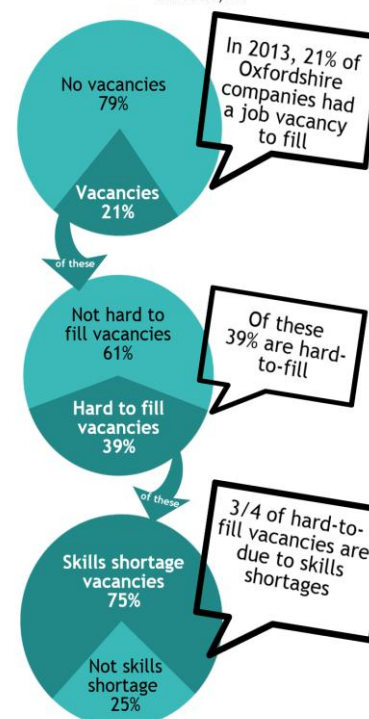 No vacancies
79%
Vacancies
21%
In 2013, 21% of
Oxfordshire
companies had
a job vacancy
to fill
of these
Not hard to
fill vacancies
61%
Hard to fill
vacancies
39%
Of these
39% are hard-
to-fill
of these
Skills shortage
vacancies
75%
Not skills
shortage
25%
3/4 of hard-to-
fill vacancies are
due to skills
shortages